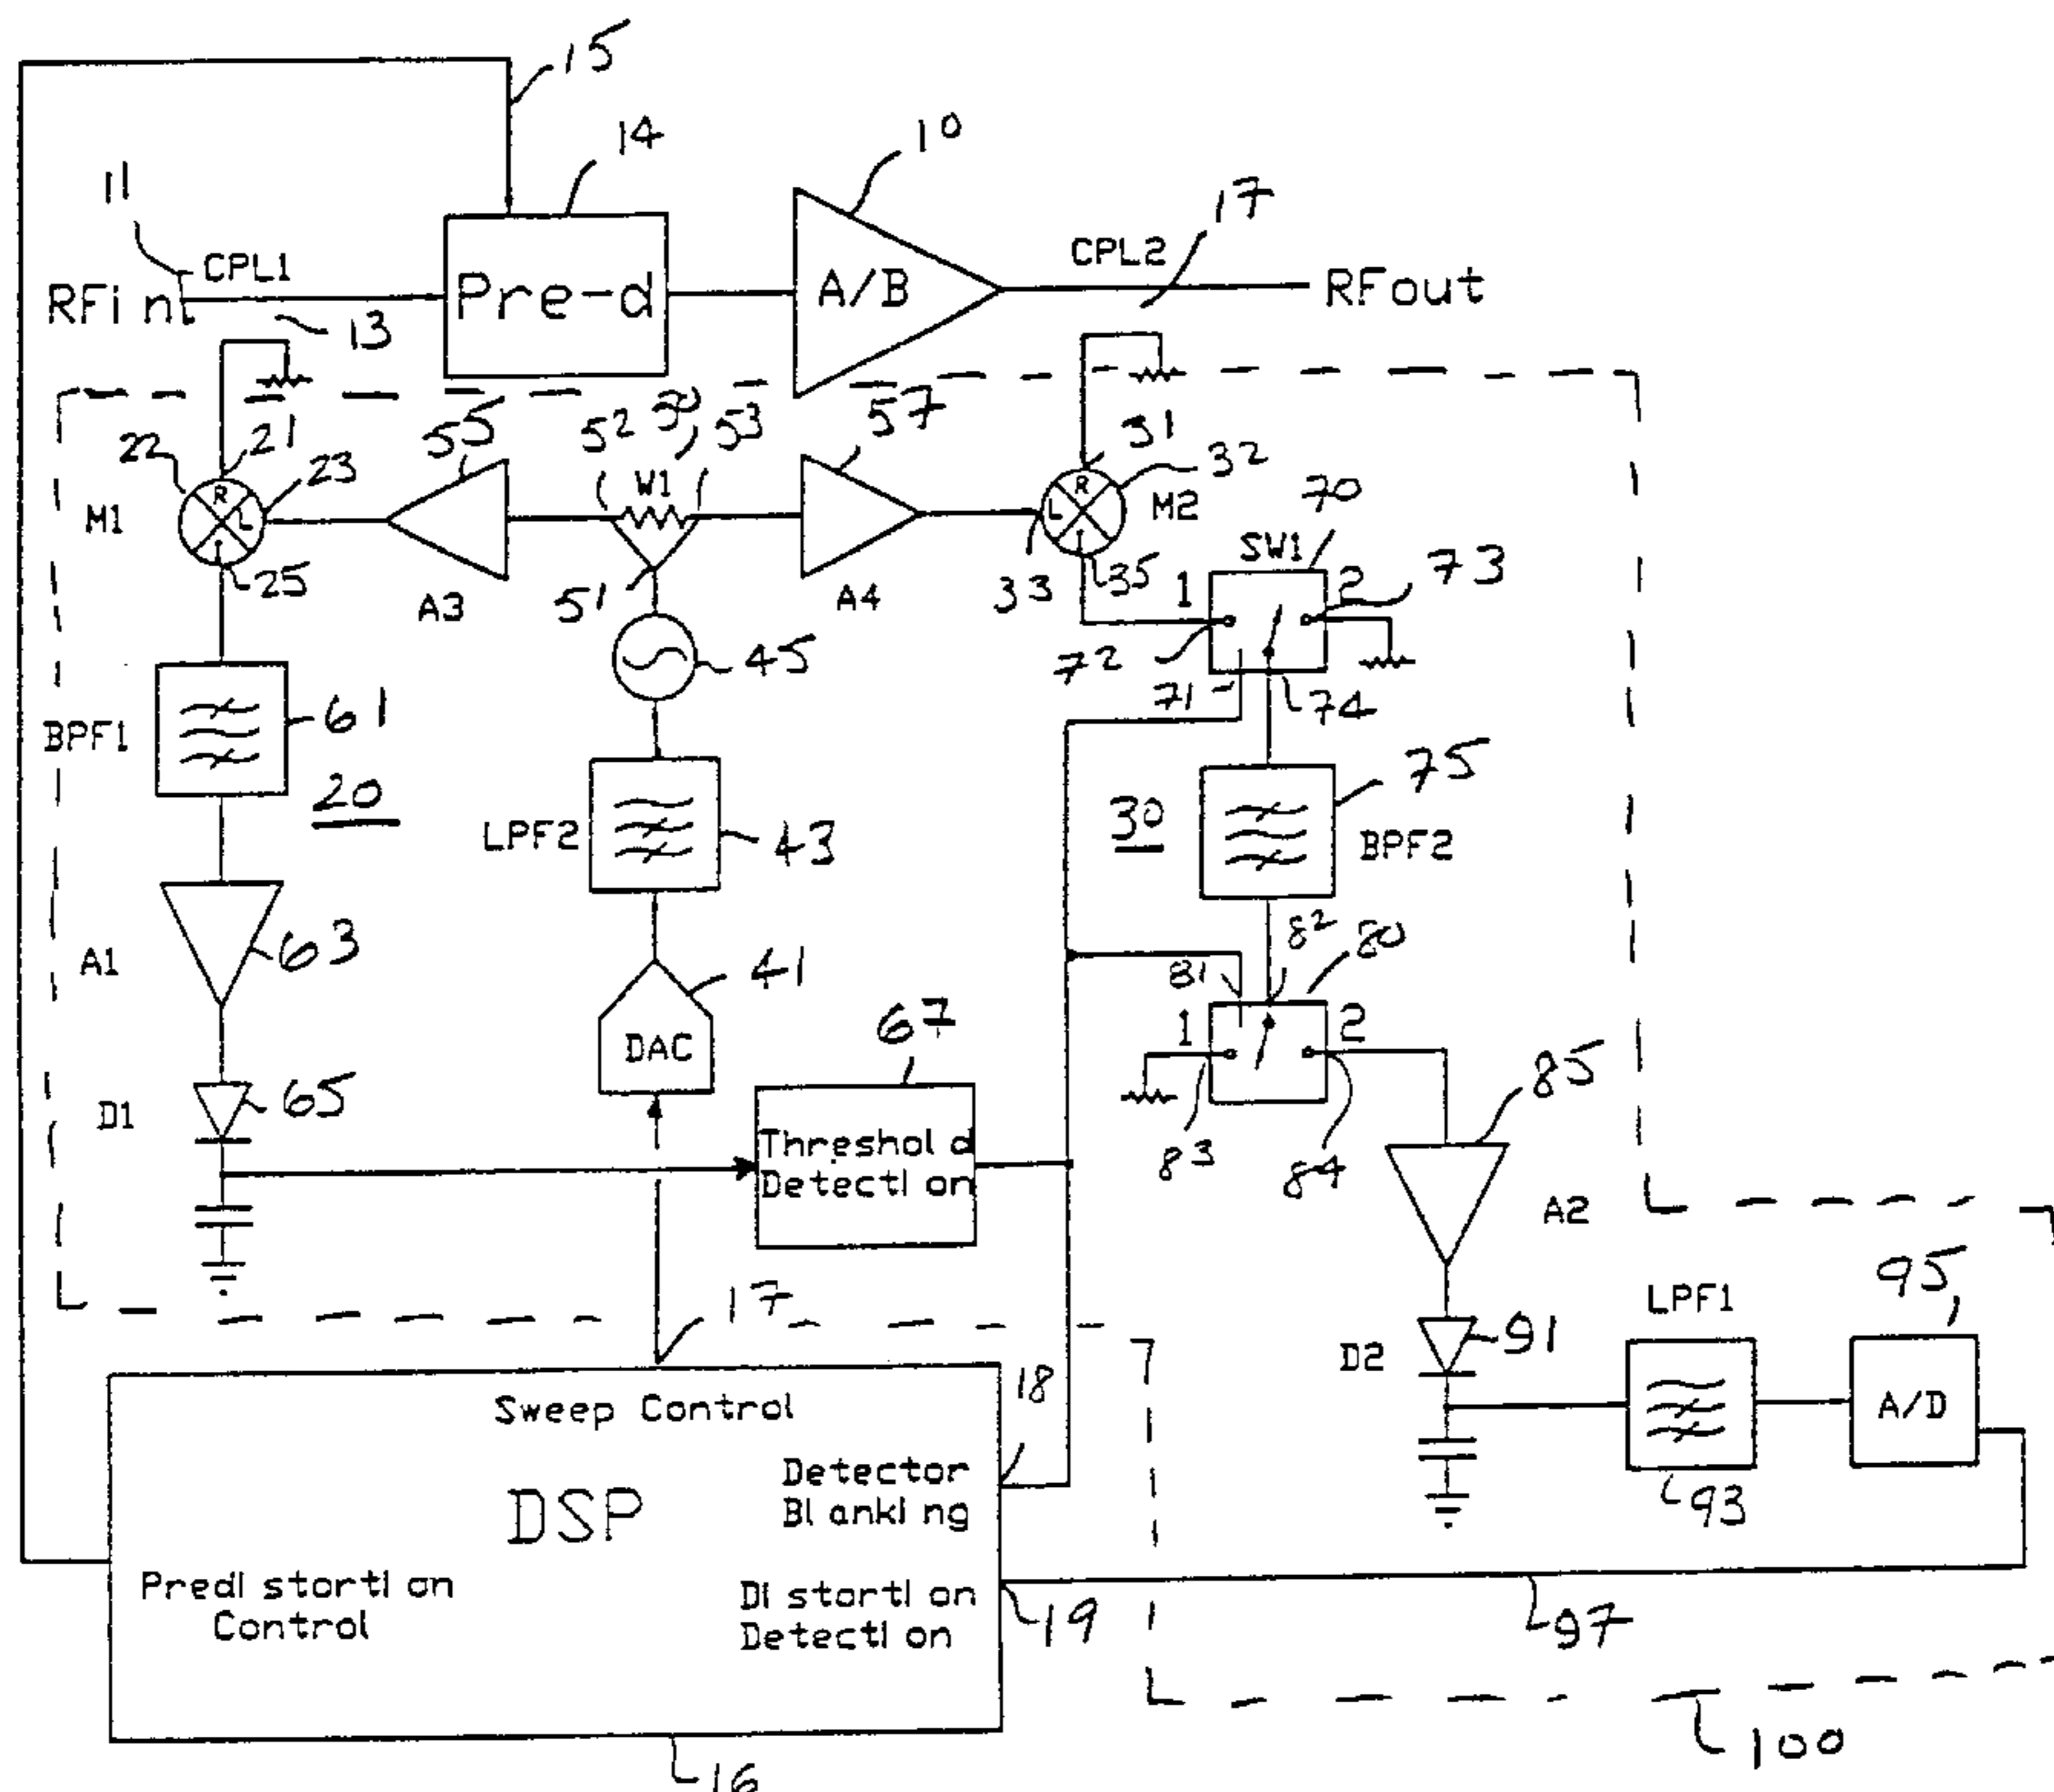 15
14
10
11
17
CPL1
CPL2
RFin
Pre-d
A/B
RFout
13
55
52
50
53
57
31
21
22
23
32
R
W1
R
70
M1
L
L
M2
SW1
25
35
73
33
1
2
A3
51
A4
72
45
71
74
61
BPF1
75
20
LPF2
43
30
BPF2
82
80
63
A1
41
81
67
1
2
DAC
85
65
D1
Threshold
Detection
83
84
A2
95
17
LPF1
91
D2
18
Sweep Control
A/D
Detector
Blanking
DSP
93
Predistortion
Control
Distortion
Detection
19
97
100
16